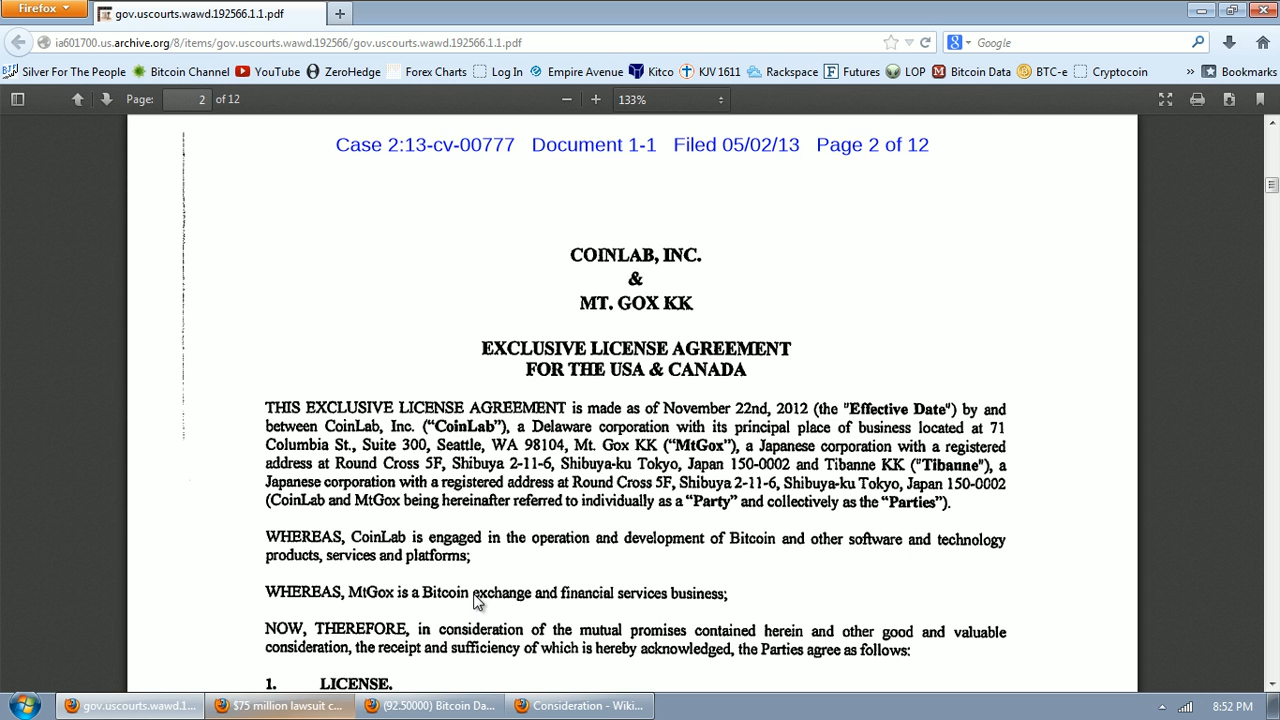 Firefox
gov.uscourts.wawd.192566.1.1.pdf
ia601700.us.archive.org/8/items/gov.uscourts.wawd.192566/gov.uscourts.wawd.192566.1.1.pdf
Google
Silver For The People Bitcoin Channel YouTube ZeroHedge Forex Charts Log In Empire Avenue Kitco KJV 1611 Rackspace Futures LOP Bitcoin Data BTC-e Cryptocoin » Bookmarks
Page: 2 of 12 133%
Case 2:13-cv-00777 Document 1-1 Filed 05/02/13 Page 2 of 12
COINLAB, INC.
&
MT. GOX KK
EXCLUSIVE LICENSE AGREEMENT
FOR THE USA & CANADA
THIS EXCLUSIVE LICENSE AGREEMENT is made as of November 22nd, 2012 (the "Effective Date") by and
between CoinLab, Inc. (“CoinLab”), a Delaware corporation with its principal place of business located at 71
Columbia St., Suite 300, Seattle, WA 98104, Mt. Gox KK (“MtGox”), a Japanese corporation with a registered
address at Round Cross 5F, Shibuya 2-11-6, Shibuya-ku Tokyo, Japan 150-0002 and Tibanne KK ("Tibanne"), a
Japanese corporation with a registered address at Round Cross 5F, Shibuya 2-11-6, Shibuya-ku Tokyo, Japan 150-0002
(CoinLab and MtGox being hereinafter referred to individually as a “Party” and collectively as the “Parties”).
WHEREAS, CoinLab is engaged in the operation and development of Bitcoin and other software and technology
products, services and platforms;
WHEREAS, MtGox is a Bitcoin exchange and financial services business;
NOW, THEREFORE, in consideration of the mutual promises contained herein and other good and valuable
consideration, the receipt and sufficiency of which is hereby acknowledged, the Parties agree as follows:
1. LICENSE.
gov.uscourts.wawd.1... $75 million lawsuit c... (92.50000) Bitcoin Da... Consideration - Wiki... 8:52 PM